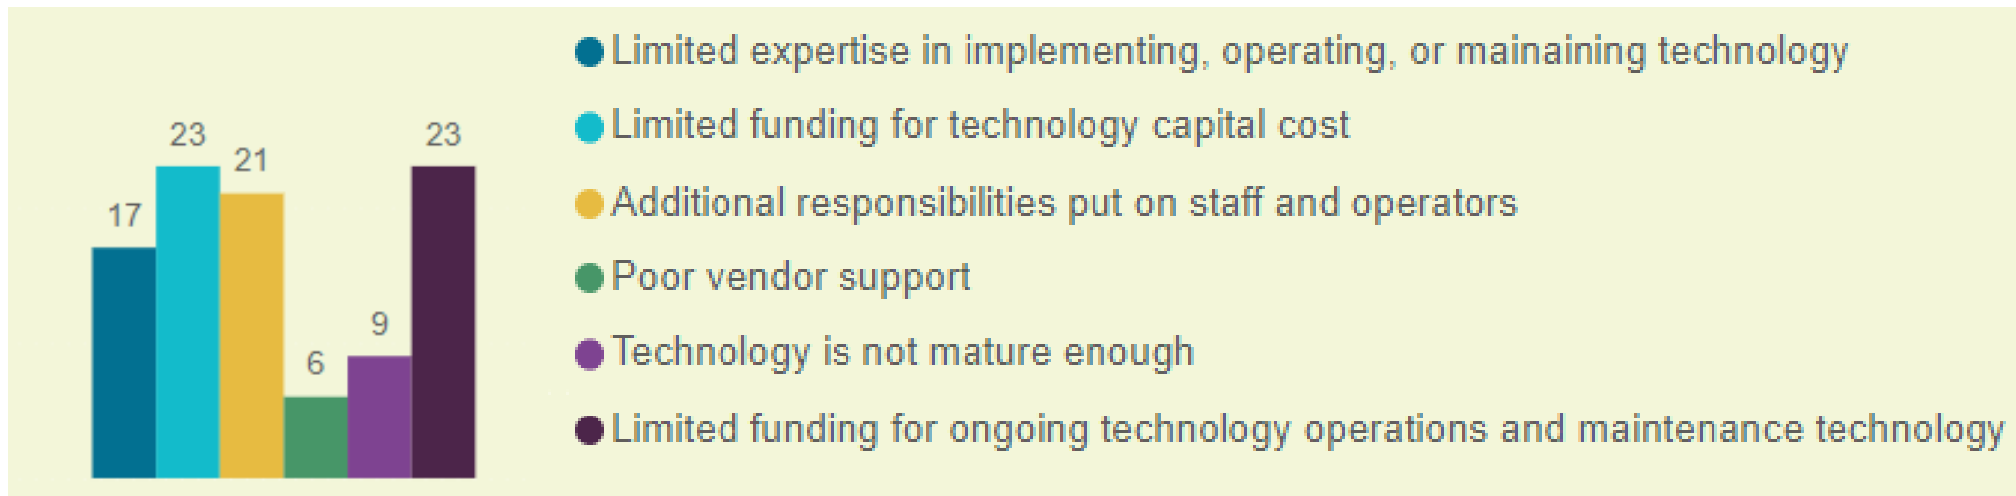 Limited expertise in implementing, operating, or mainaining technology
Limited funding for technology capital cost
Additional responsibilities put on staff and operators
Poor vendor support
Technology is not mature enough
Limited funding for ongoing technology operations and maintenance technology
17
23
21
6
9
23